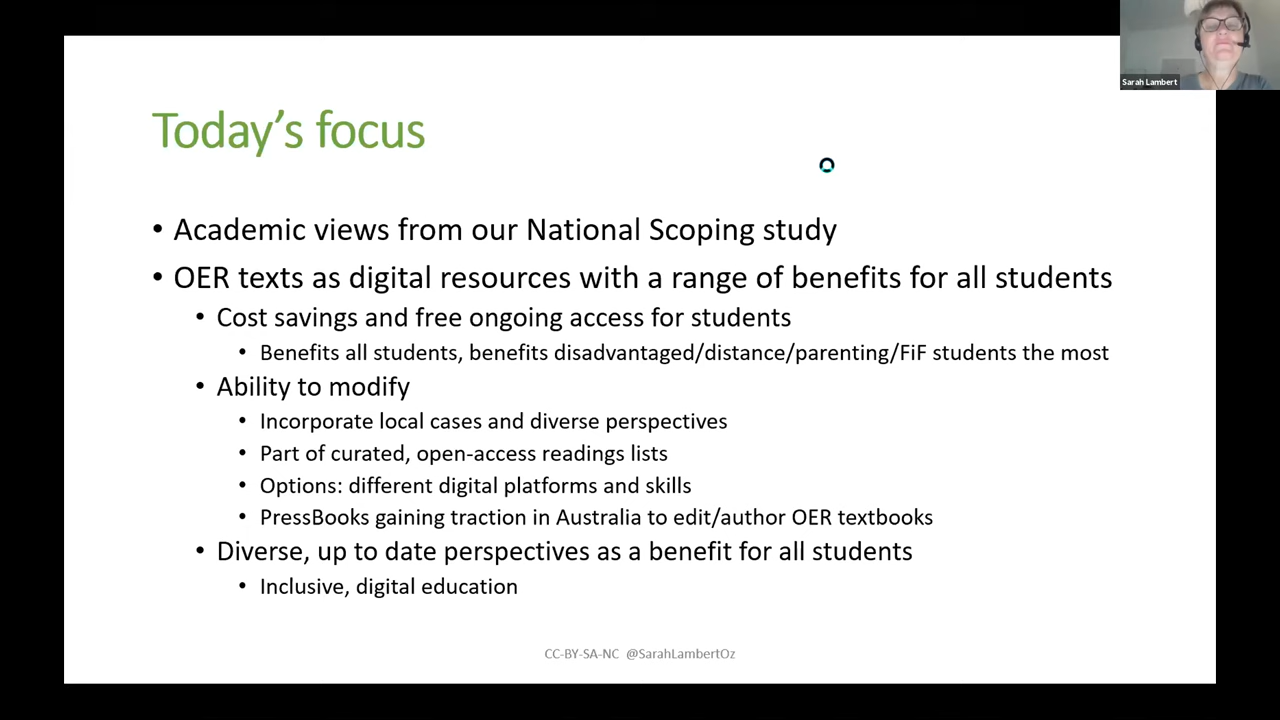 Sarah Lambert
Today's focus
• Academic views from our National Scoping study
• OER texts as digital resources with a range of benefits for all students
• Cost savings and free ongoing access for students
• Benefits all students, benefits disadvantaged/distance/parenting/FiF students the most
• Ability to modify
• Incorporate local cases and diverse perspectives
• Part of curated, open-access readings lists
• Options: different digital platforms and skills
• PressBooks gaining traction in Australia to edit/author OER textbooks
• Diverse, up to date perspectives as a benefit for all students
• Inclusive, digital education
CC-BY-SA-NC @SarahLambertOz